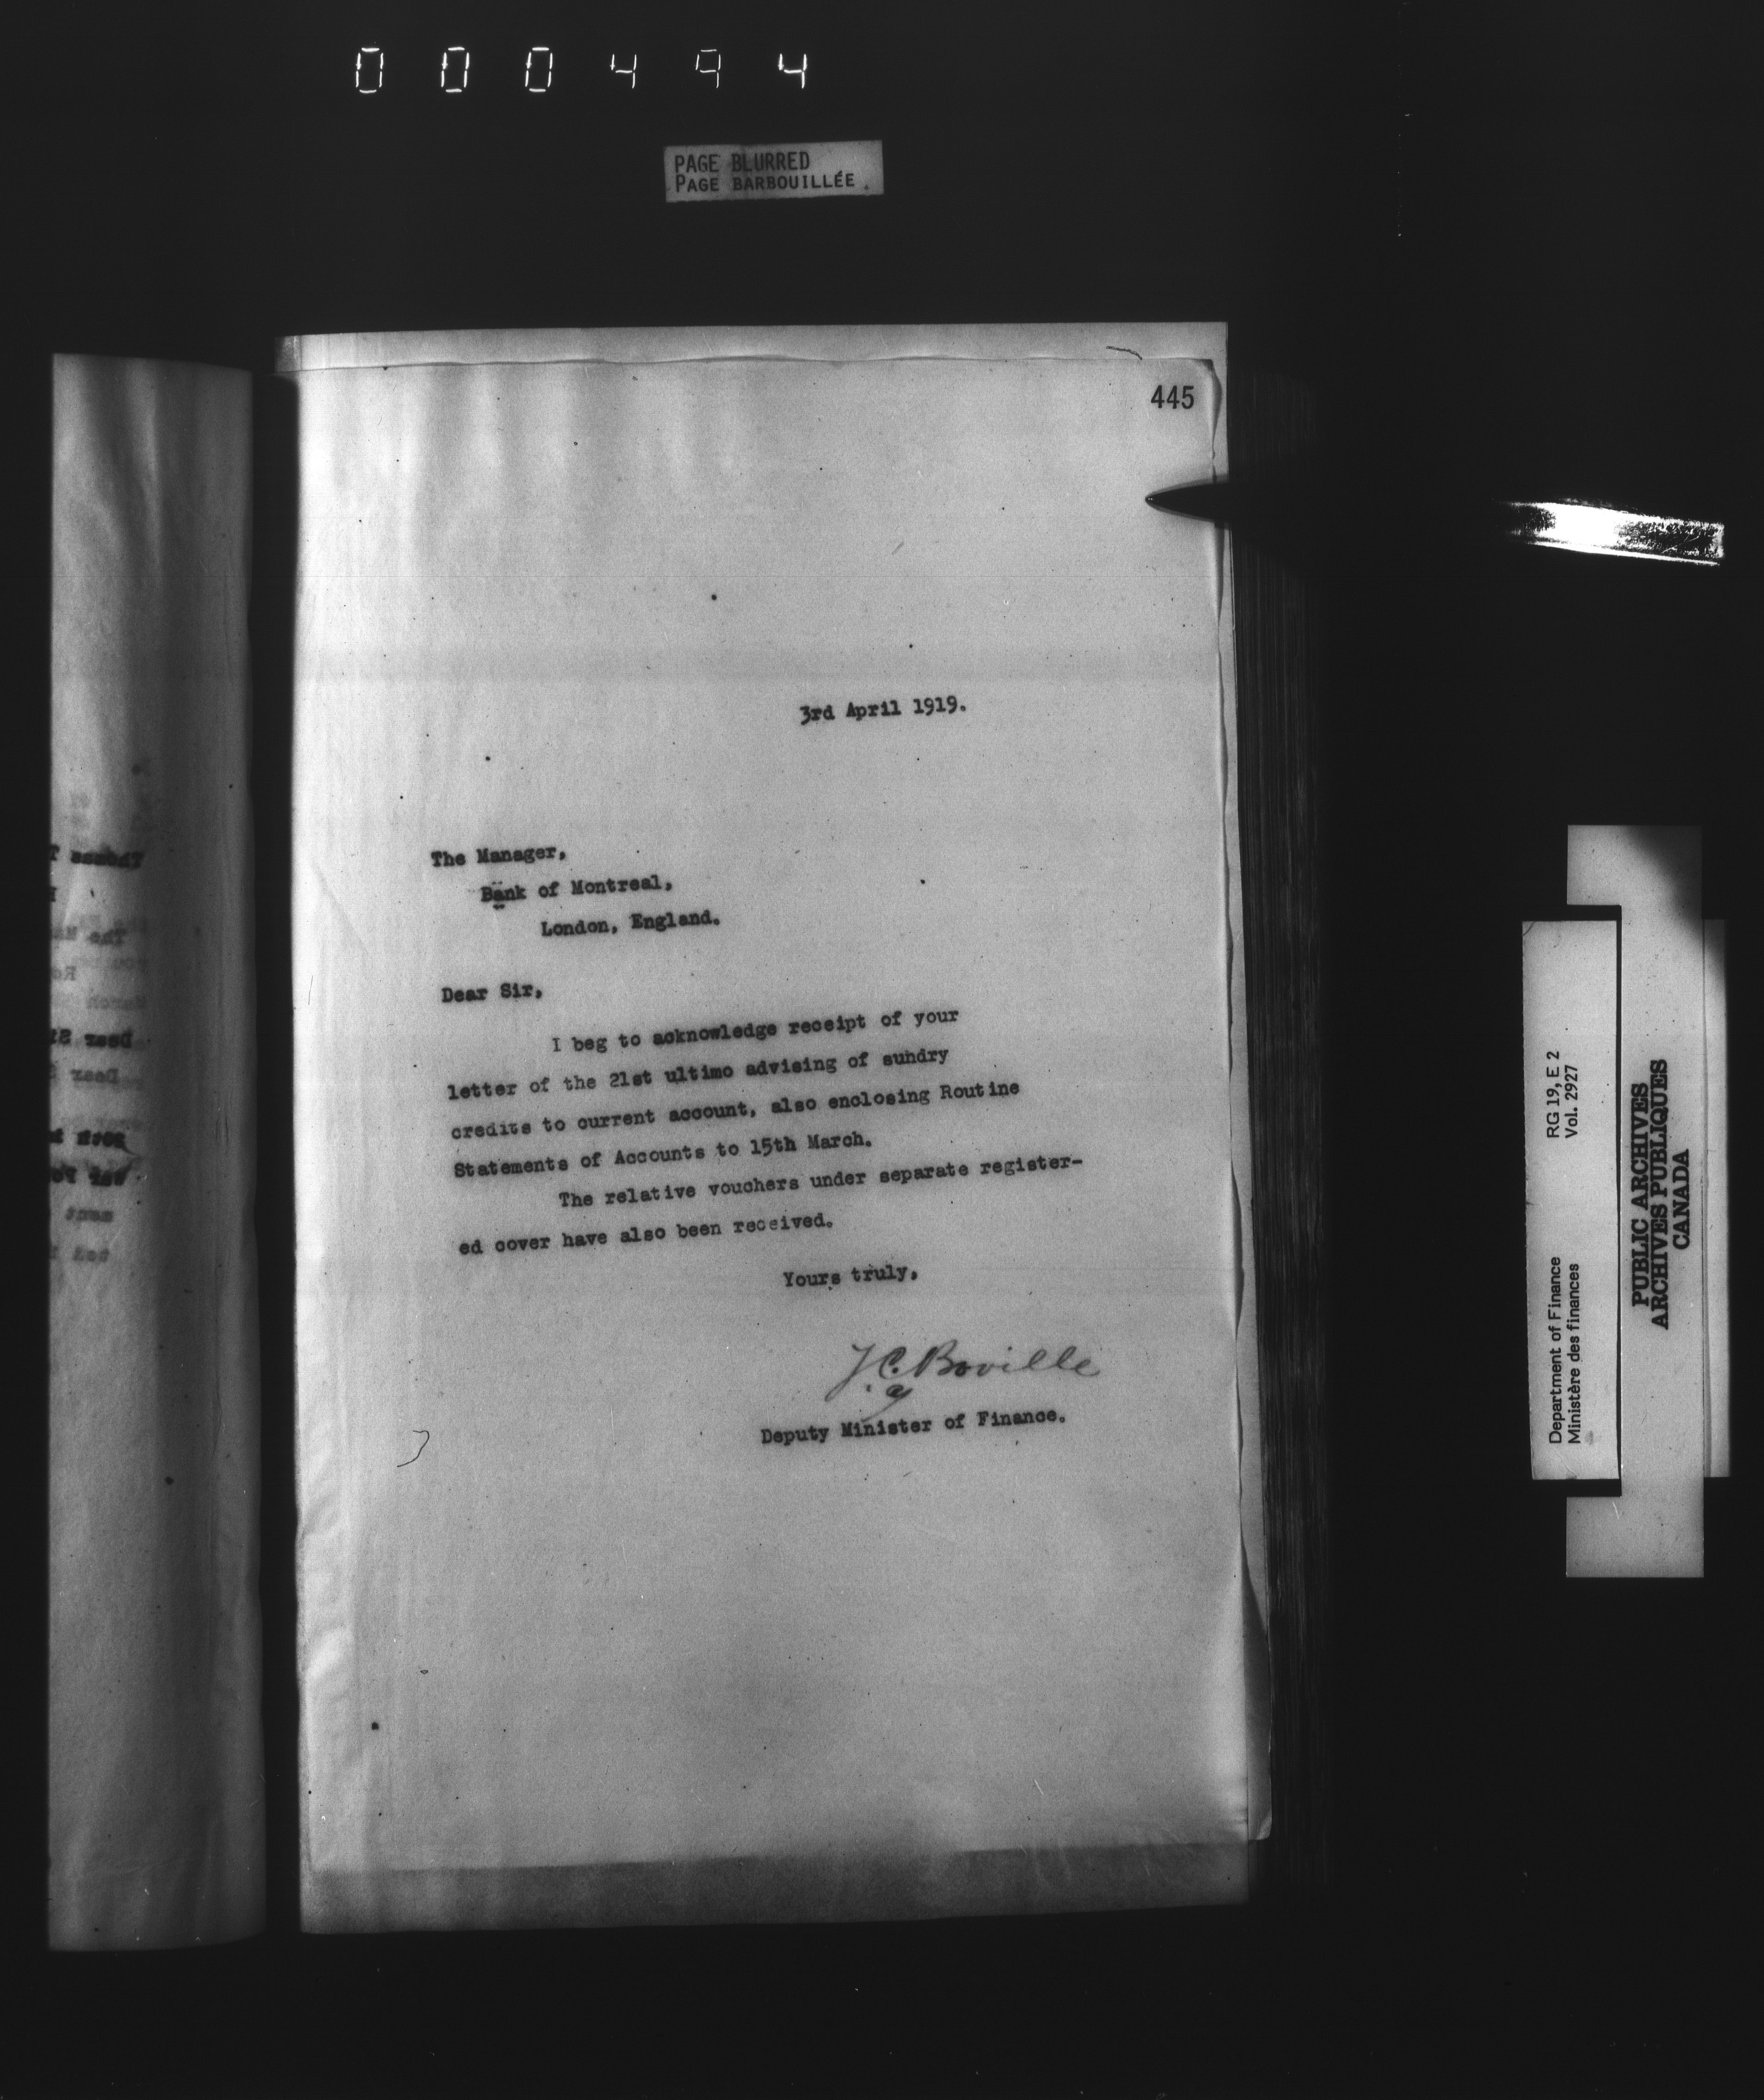 000494
PAGE BLURRED
PAGE BARBOUILLÉE
445
3rd April 1919.
The Manager,
Bank of Montreal,
London, England.
Dear Sir,
I beg to acknowledge receipt of your
letter of the 21st ultimo advising of sundry
credits to current account, also enclosing Routine
Statements of Accounts to 15th March.
The relative vouchers under separate register-
ed cover have also been received.
Yours truly,
J.C. Boville
Deputy Minister of Finance.
Department of Finance RG 19, E 2
Ministère des finances Vol. 2927
PUBLIC ARCHIVES
ARCHIVES PUBLIQUES
CANADA